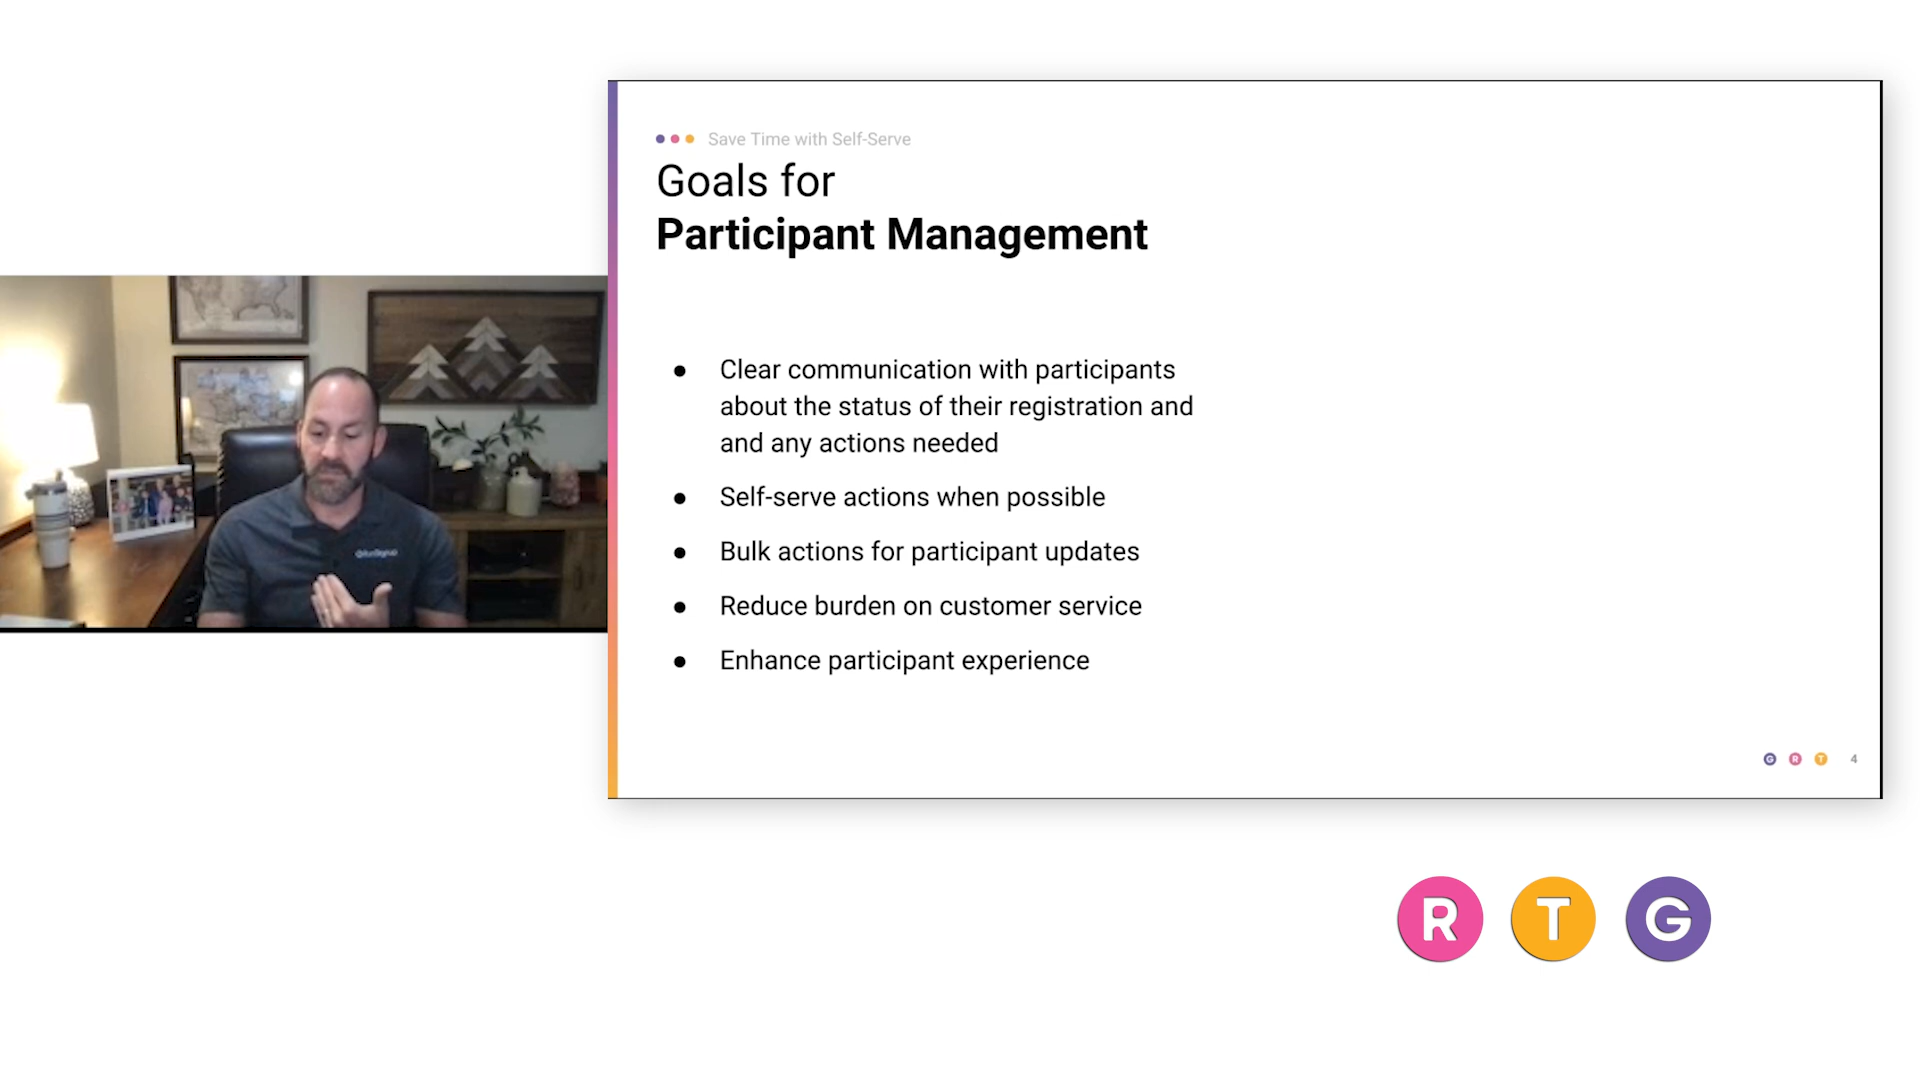 Save Time with Self-Serve
Goals for
Participant Management
● Clear communication with participants
about the status of their registration and
and any actions needed
● Self-serve actions when possible
● Bulk actions for participant updates
● Reduce burden on customer service
● Enhance participant experience
G R T 4
R T G
RunSignup